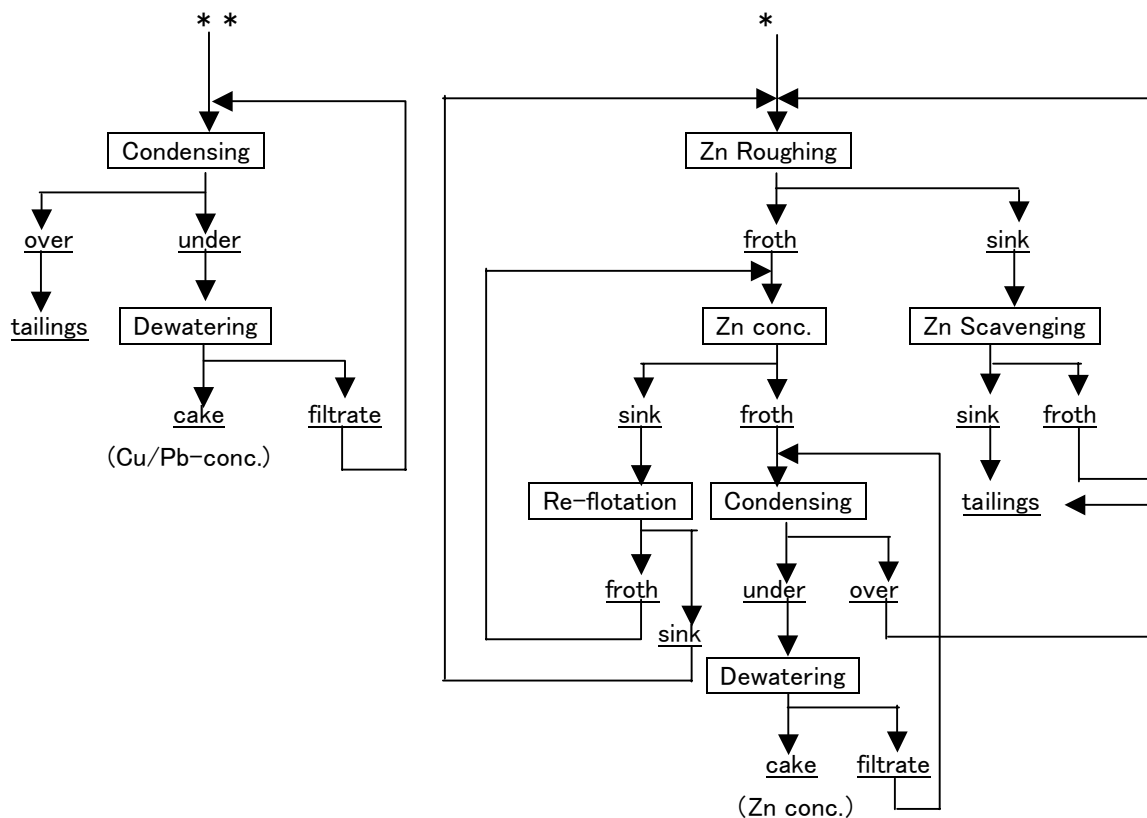 * *
Condensing
over
under
tailings
Dewatering
cake
filtrate
(Cu/Pb-conc.)
*
Zn Roughing
froth
sink
Zn conc.
Zn Scavenging
sink
froth
sink
froth
Re-flotation
Condensing
tailings
froth
under
over
sink
Dewatering
cake
filtrate
(Zn conc.)